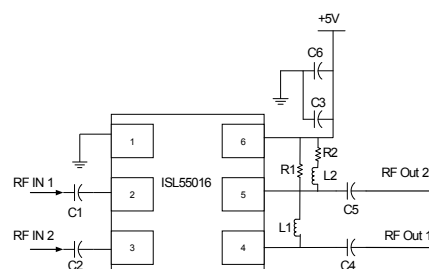 +5V
C6
C3
1
6
R1
R2
ISL55016
RF IN 1
C1
2
5
L2
C5
RF Out 2
RF IN 2
C2
3
4
L1
C4
RF Out 1